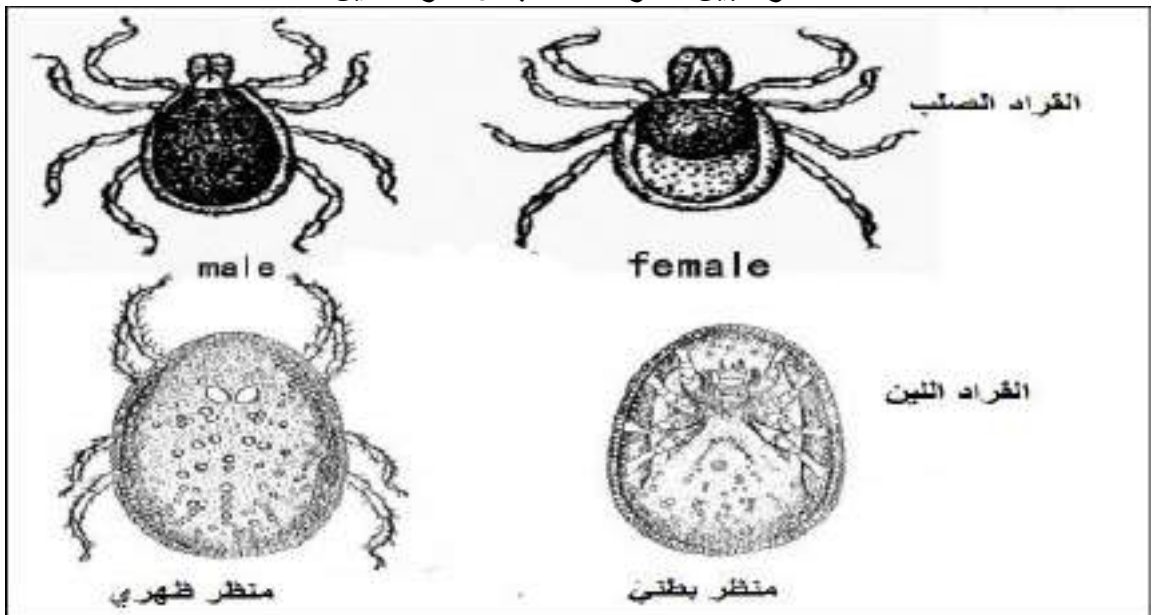 القراد الصلب
male
female
القراد اللين
منظر ظهري
منظر بطني